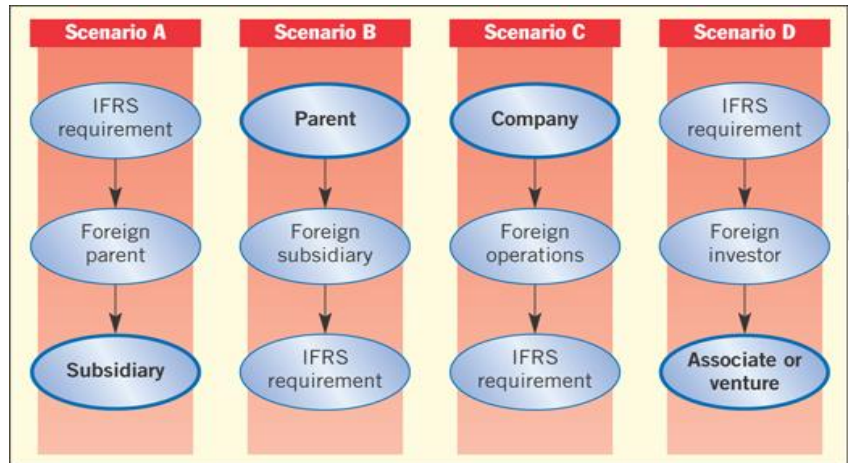 Scenario A
IFRS
requirement
Foreign
parent
Subsidiary
Scenario B
Parent
Foreign
subsidiary
IFRS
requirement
Scenario C
Company
Foreign
operations
IFRS
requirement
Scenario D
IFRS
requirement
Foreign
investor
Associate or
venture